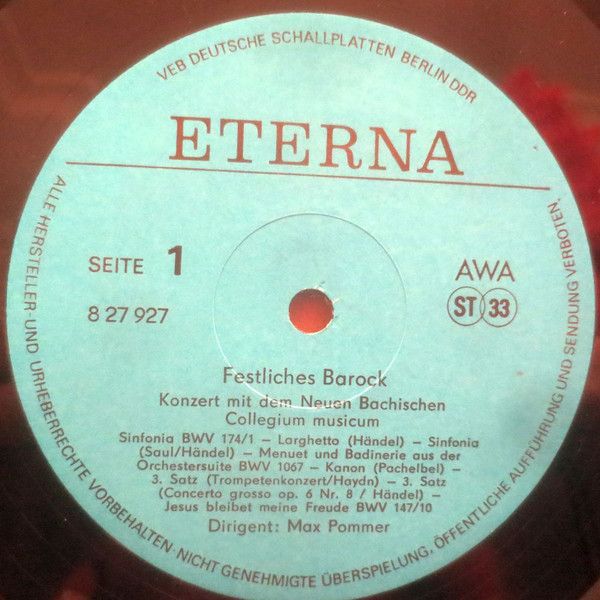 VEB DEUTSCHE SCHALLPLATTEN BERLIN DDR
ETERNA
SEITE 1
8 27 927
AWA
ST 33
Festliches Barock
Konzert mit dem Neuen Bachischen
Collegium musicum
Sinfonia BWV 174/1 – Larghetto (Händel) – Sinfonia
(Saul/Händel) – Menuet und Badinerie aus der
Orchestersuite BWV 1067 – Kanon (Pachelbel) –
3. Satz (Trompetenkonzert/Haydn) – 3. Satz
(Concerto grosso op. 6 Nr. 8 / Händel) –
Jesus bleibet meine Freude BWV 147/10
Dirigent: Max Pommer
ALLE HERSTELLER- UND URHEBERRECHTE VORBEHALTEN · NICHT GENEHMIGTE ÜBERSPIELUNG, ÖFFENTLICHE AUFFÜHRUNG UND SENDUNG VERBOTEN.